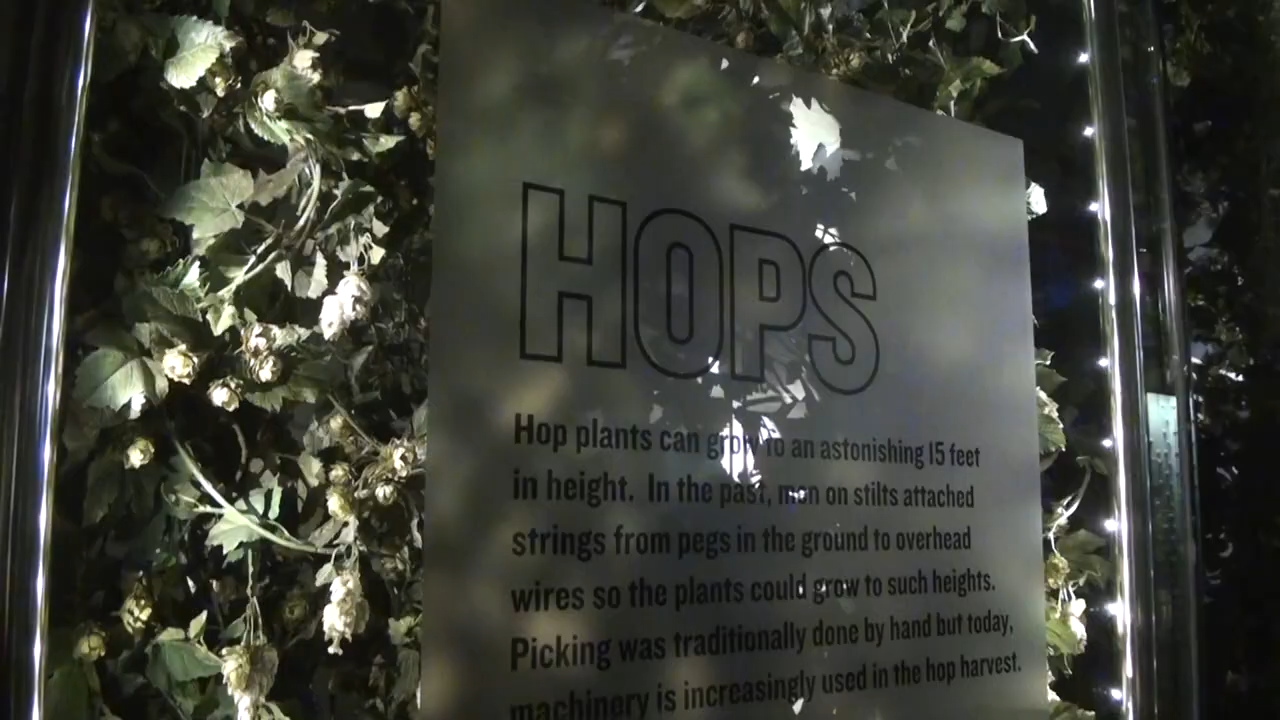 HOPS
Hop plants can grow to an astonishing 15 feet
in height. In the past, men on stilts attached
strings from pegs in the ground to overhead
wires so the plants could grow to such heights.
Picking was traditionally done by hand but today,
machinery is increasingly used in the hop harvest.